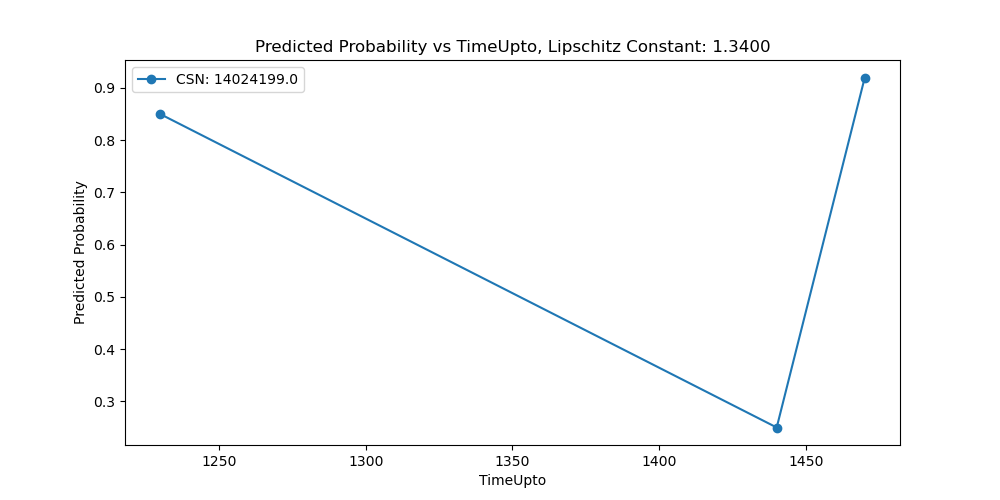 Predicted Probability vs TimeUpto, Lipschitz Constant: 1.3400
CSN: 14024199.0
Predicted Probability
0.9
0.8
0.7
0.6
0.5
0.4
0.3
1250 1300 1350 1400 1450
TimeUpto